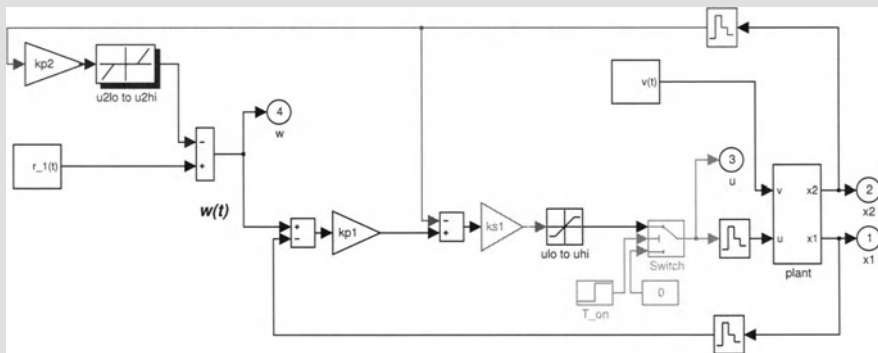 kp2
u2lo to u2hi
r_1(t)
w(t)
4
w
kp1
ks1
ulo to uhi
Switch
T_on
0
v(t)
3
u
v
u
x2
x1
plant
2
x2
1
x1